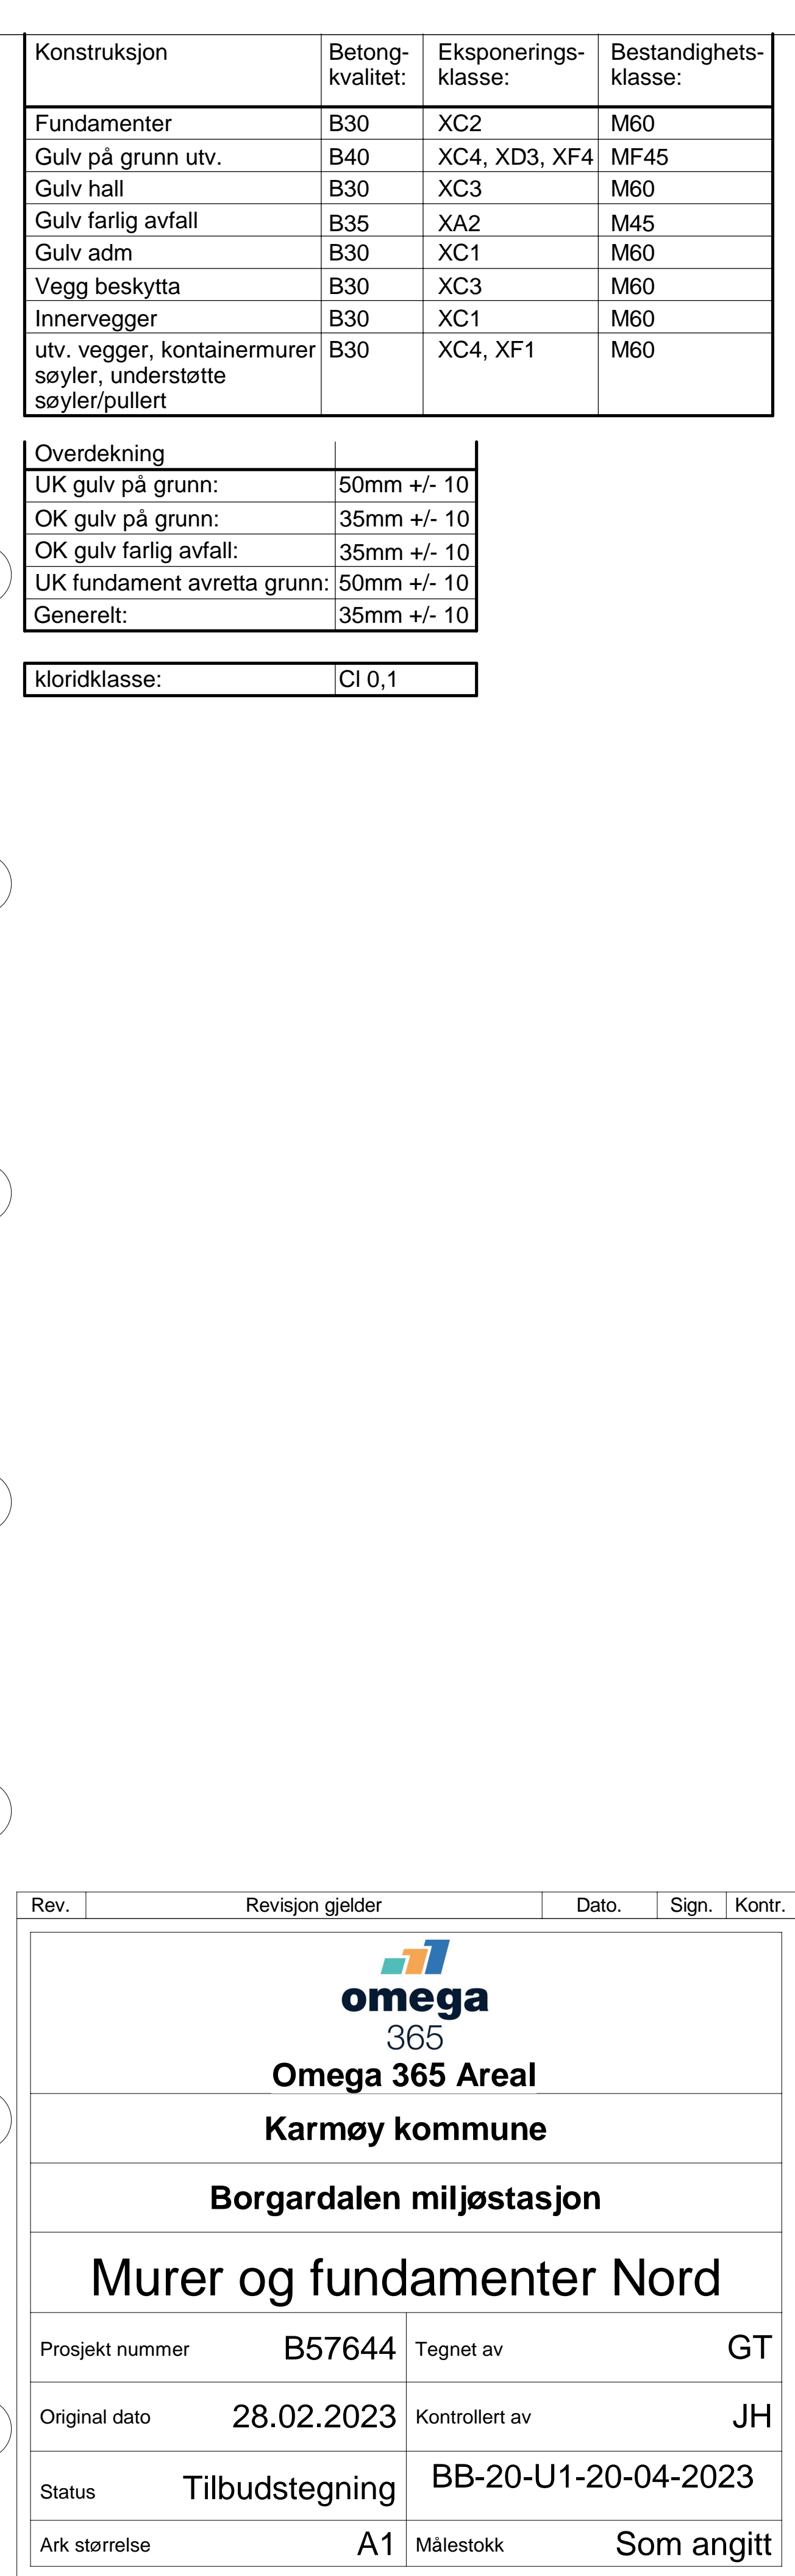 Konstruksjon Betong- Eksponerings- Bestandighets-
kvalitet: klasse: klasse:
Fundamenter B30 XC2 M60
Gulv på grunn utv. B40 XC4, XD3, XF4 MF45
Gulv hall B30 XC3 M60
Gulv farlig avfall B35 XA2 M45
Gulv adm B30 XC1 M60
Vegg beskytta B30 XC3 M60
Innervegger B30 XC1 M60
utv. vegger, kontainermurer B30 XC4, XF1 M60
søyler, understøtte
søyler/pullert
Overdekning
UK gulv på grunn: 50mm +/- 10
OK gulv på grunn: 35mm +/- 10
OK gulv farlig avfall: 35mm +/- 10
UK fundament avretta grunn: 50mm +/- 10
Generelt: 35mm +/- 10
kloridklasse: Cl 0,1
Rev. Revisjon gjelder Dato. Sign. Kontr.
omega
365
Omega 365 Areal
Karmøy kommune
Borgardalen miljøstasjon
Murer og fundamenter Nord
Prosjekt nummer B57644 Tegnet av GT
Original dato 28.02.2023 Kontrollert av JH
Status Tilbudstegning BB-20-U1-20-04-2023
Ark størrelse A1 Målestokk Som angitt